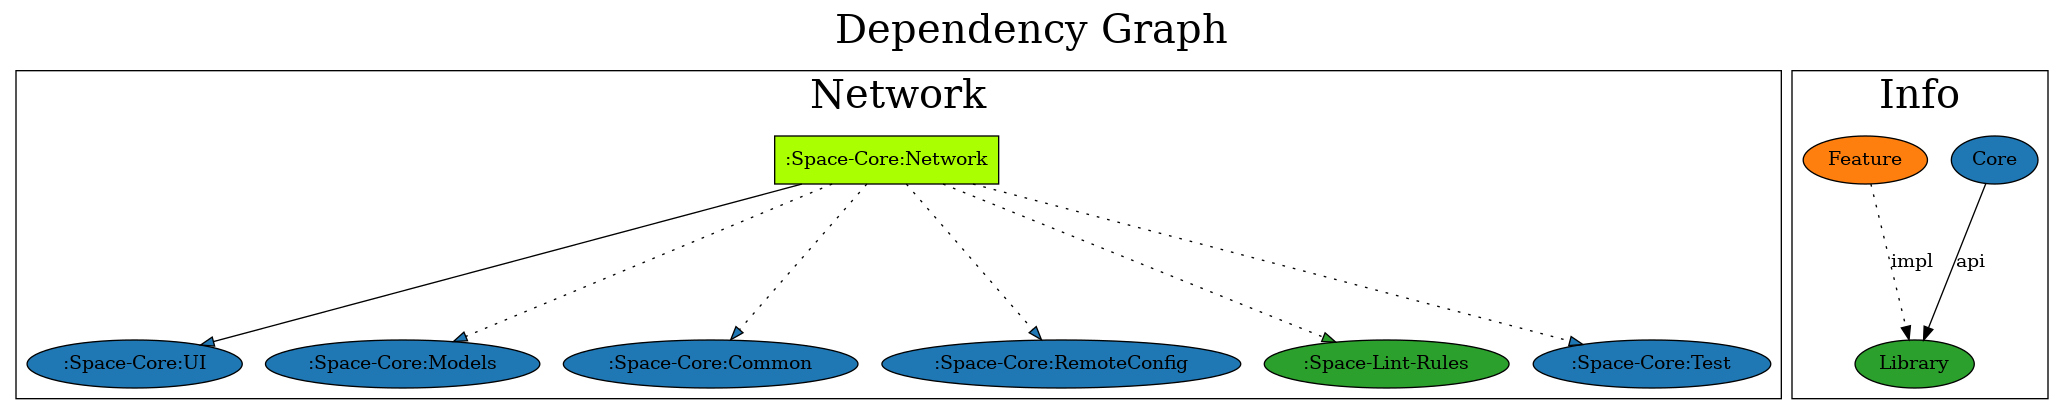 Dependency Graph
Network
:Space-Core:Network
:Space-Core:UI
:Space-Core:Models
:Space-Core:Common
:Space-Core:RemoteConfig
:Space-Lint-Rules
:Space-Core:Test
Info
Feature
Core
impl
api
Library